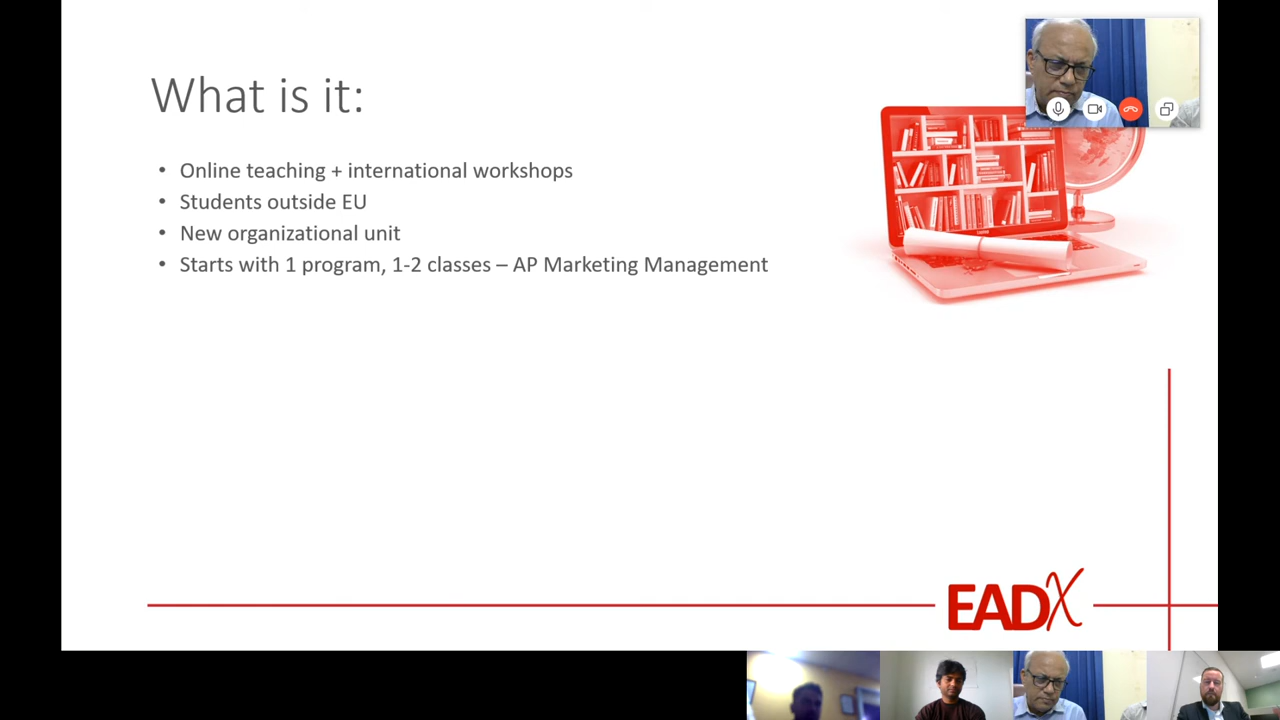 What is it:
• Online teaching + international workshops
• Students outside EU
• New organizational unit
• Starts with 1 program, 1-2 classes – AP Marketing Management
EADX